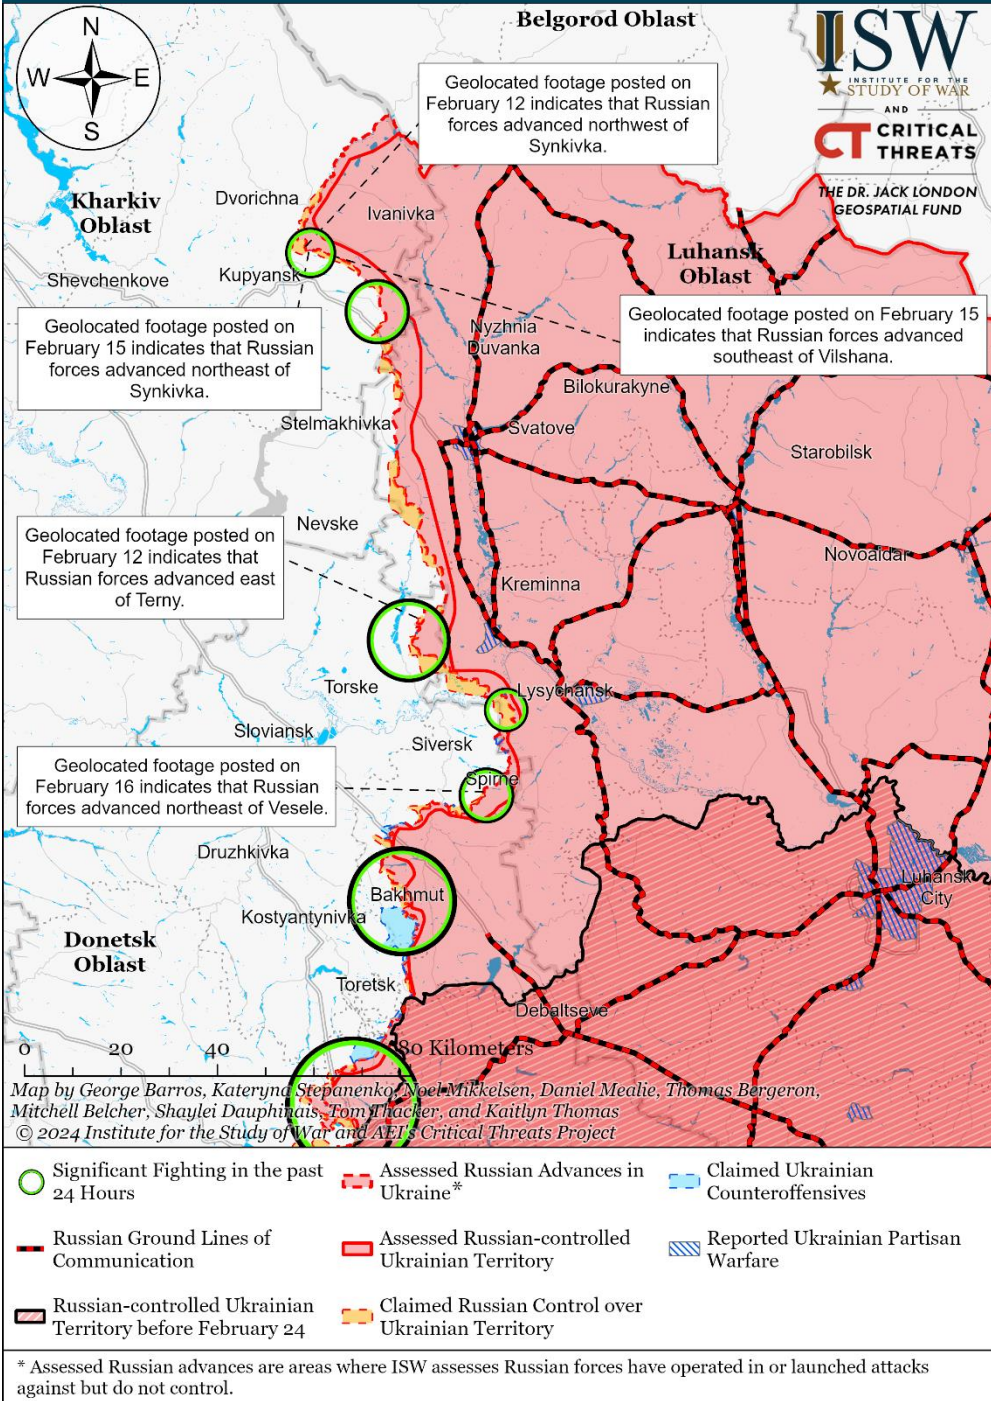 Belgorod Oblast
N
W
E
S
ISW
INSTITUTE FOR THE
STUDY OF WAR
AND
CT CRITICAL
THREATS
THE DR. JACK LONDON
GEOSPATIAL FUND
Geolocated footage posted on
February 12 indicates that Russian
forces advanced northwest of
Synkivka.
Kharkiv
Oblast
Dvorichna
Ivanivka
Shevchenkove
Kupyansk
Luhansk
Oblast
Geolocated footage posted on
February 15 indicates that Russian
forces advanced northeast of
Synkivka.
Nyzhnia
Duvanka
Geolocated footage posted on February 15
indicates that Russian forces advanced
southeast of Vilshana.
Bilokurakyne
Stelmakhivka
Svatove
Starobilsk
Nevske
Geolocated footage posted on
February 12 indicates that
Russian forces advanced east
of Terny.
Novoaidar
Kreminna
Torske
Lysychansk
Sloviansk
Siversk
Geolocated footage posted on
February 16 indicates that Russian
forces advanced northeast of Vesele.
Spirne
Druzhkivka
Bakhmut
Luhansk
City
Kostyantynivka
Donetsk
Oblast
Toretsk
Debaltseve
0 20 40 80 Kilometers
Map by George Barros, Kateryna Stepanenko, Noel Mikkelsen, Daniel Mealie, Thomas Bergeron,
Mitchell Belcher, Shaylei Dauphinais, Tom Thacker, and Kaitlyn Thomas
© 2024 Institute for the Study of War and AEI's Critical Threats Project
Significant Fighting in the past
24 Hours
Assessed Russian Advances in
Ukraine*
Claimed Ukrainian
Counteroffensives
Russian Ground Lines of
Communication
Assessed Russian-controlled
Ukrainian Territory
Reported Ukrainian Partisan
Warfare
Russian-controlled Ukrainian
Territory before February 24
Claimed Russian Control over
Ukrainian Territory
* Assessed Russian advances are areas where ISW assesses Russian forces have operated in or launched attacks
against but do not control.